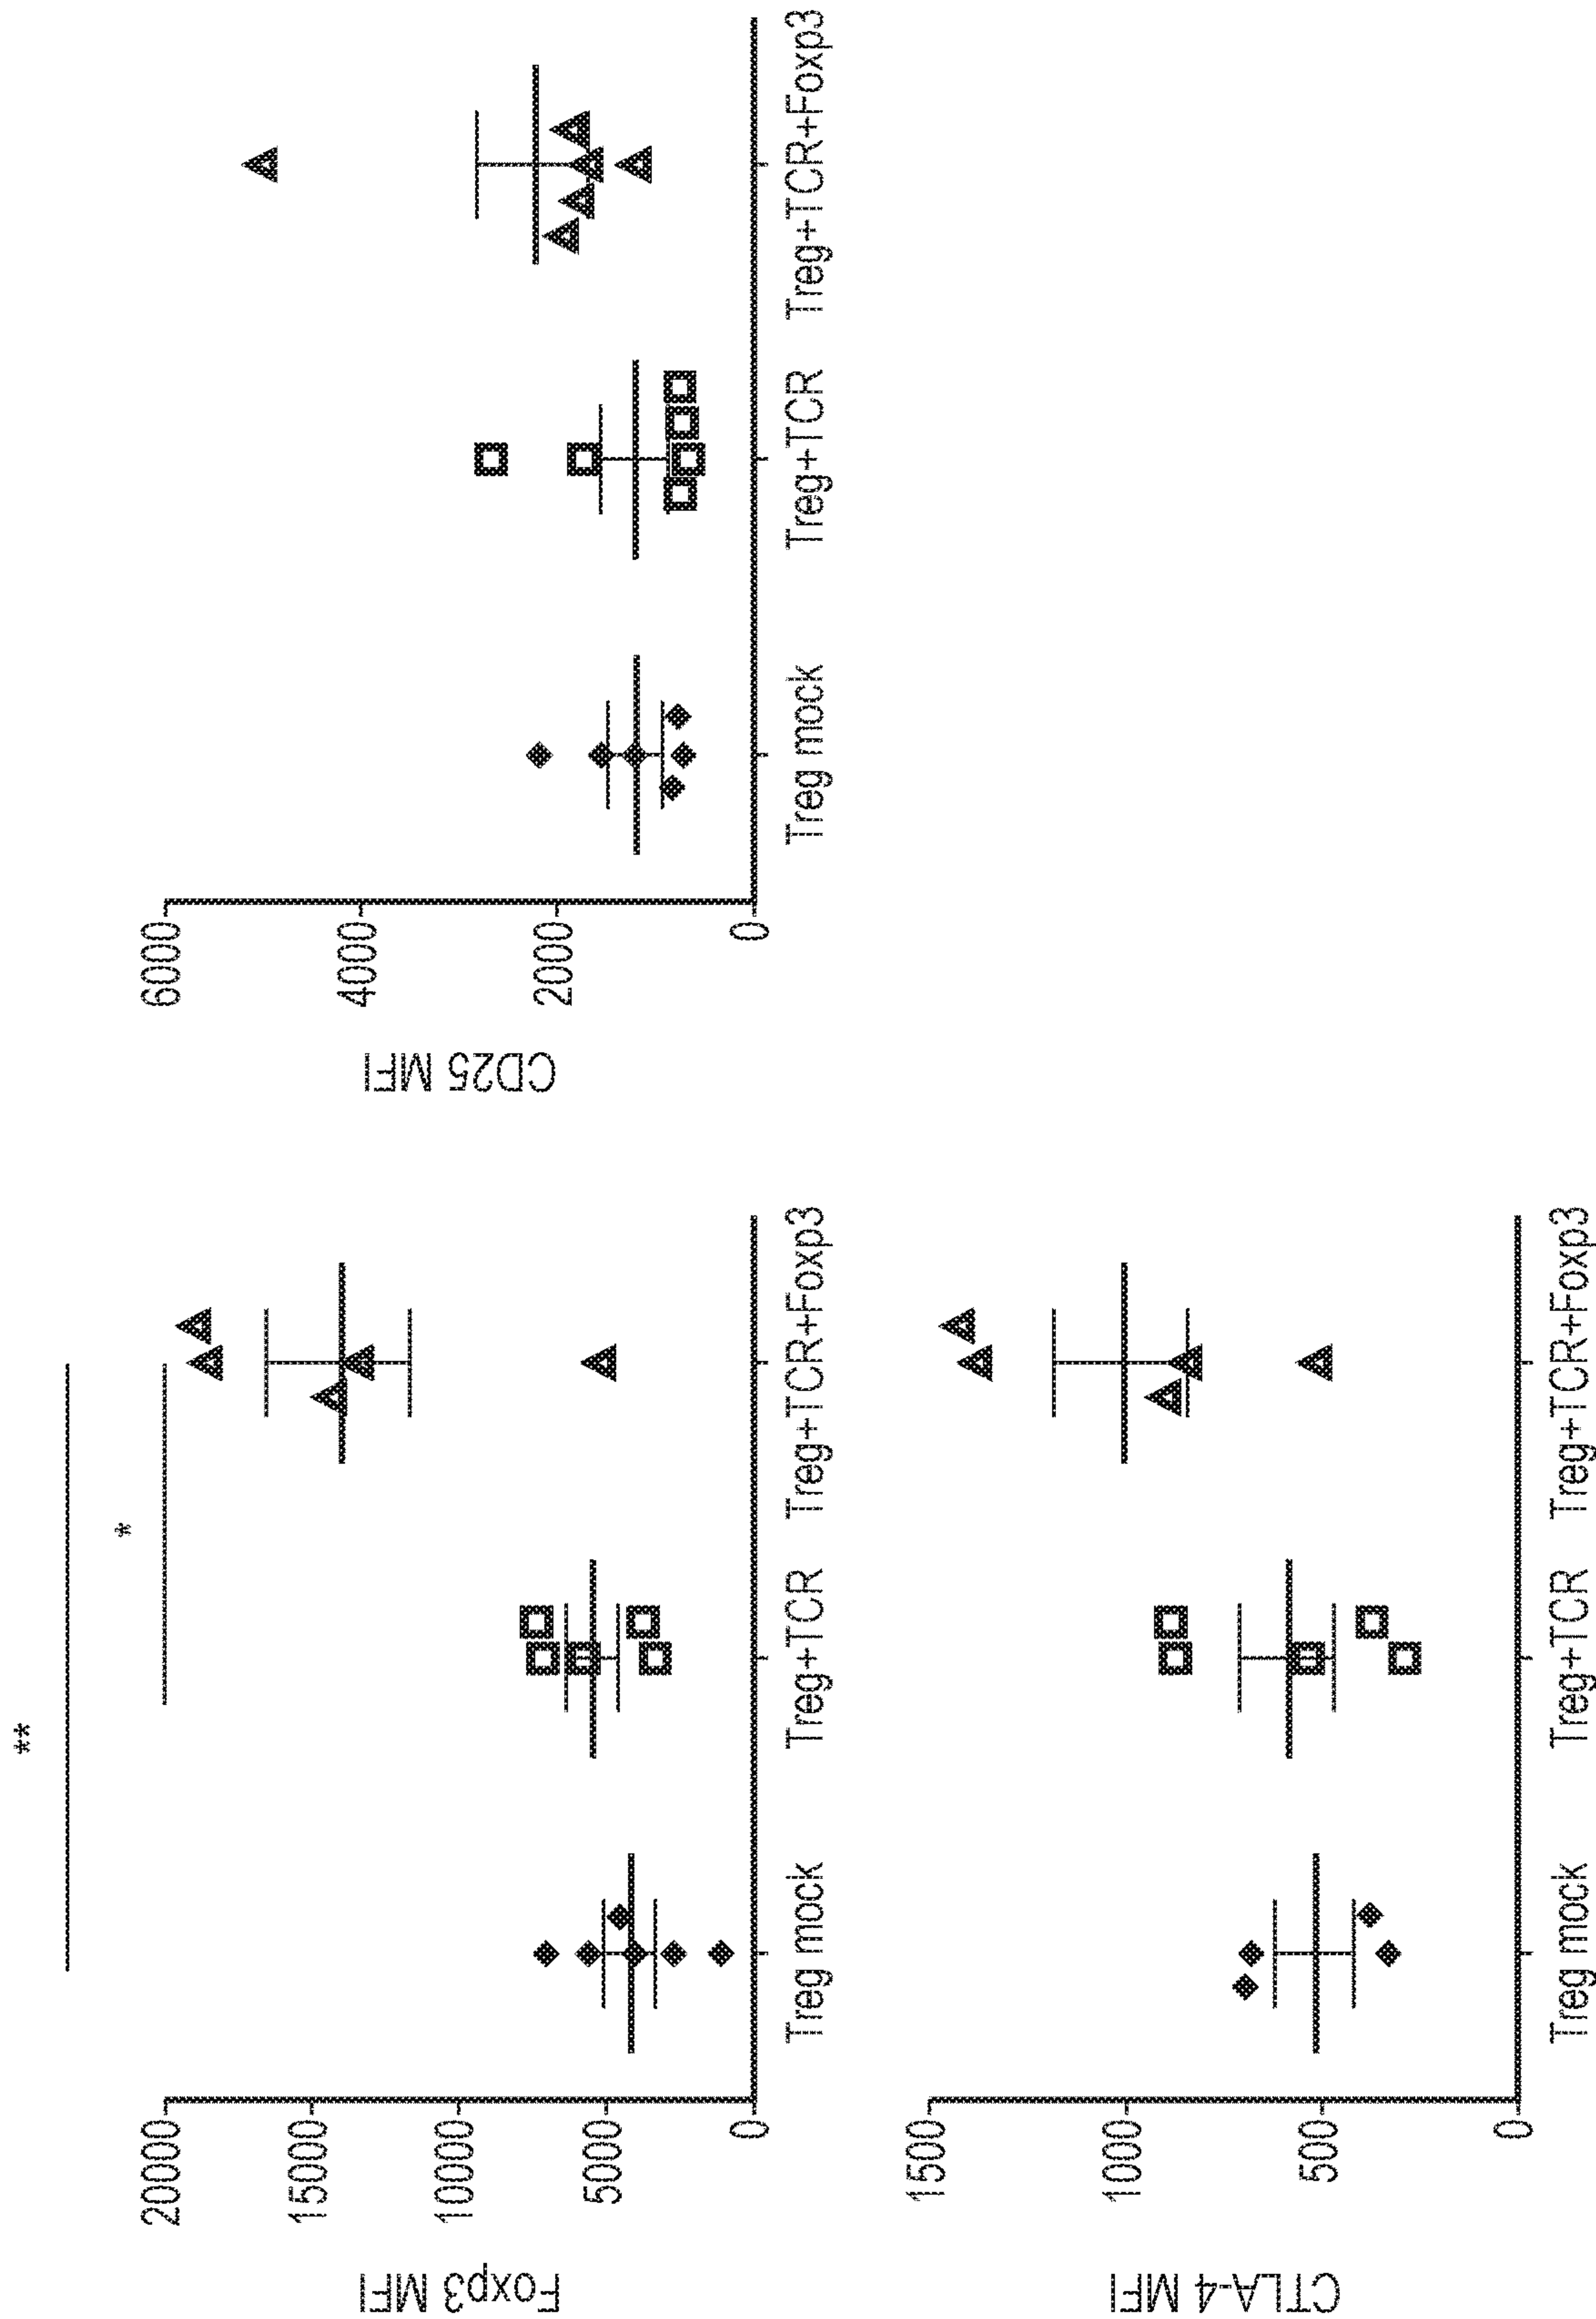 **
*
Foxp3 MFI
20000
15000
10000
5000
0
Treg mock
Treg+TCR
Treg+TCR+Foxp3
CD25 MFI
6000
4000
2000
0
Treg mock
Treg+TCR
Treg+TCR+Foxp3
CTLA-4 MFI
1500
1000
500
0
Treg mock
Treg+TCR
Treg+TCR+Foxp3